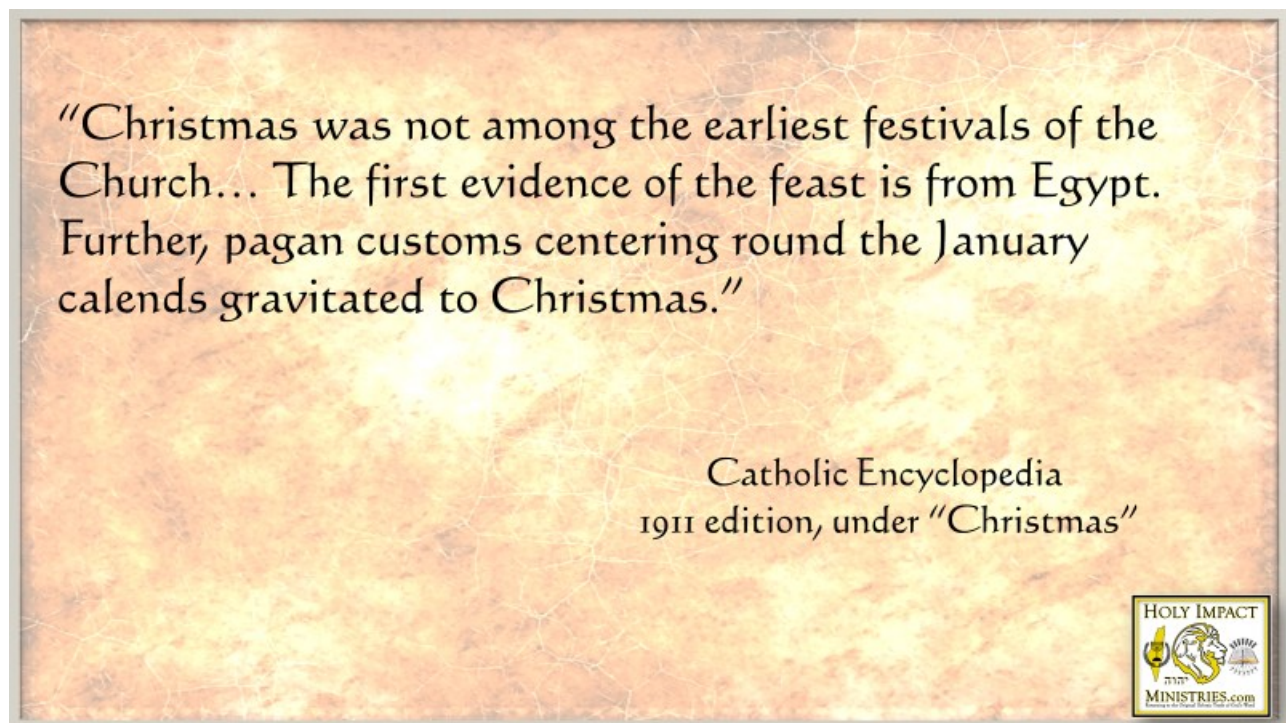 “Christmas was not among the earliest festivals of the
Church... The first evidence of the feast is from Egypt.
Further, pagan customs centering round the January
calends gravitated to Christmas.”
Catholic Encyclopedia
1911 edition, under “Christmas”
HOLY IMPACT
יהוה
MINISTRIES.com